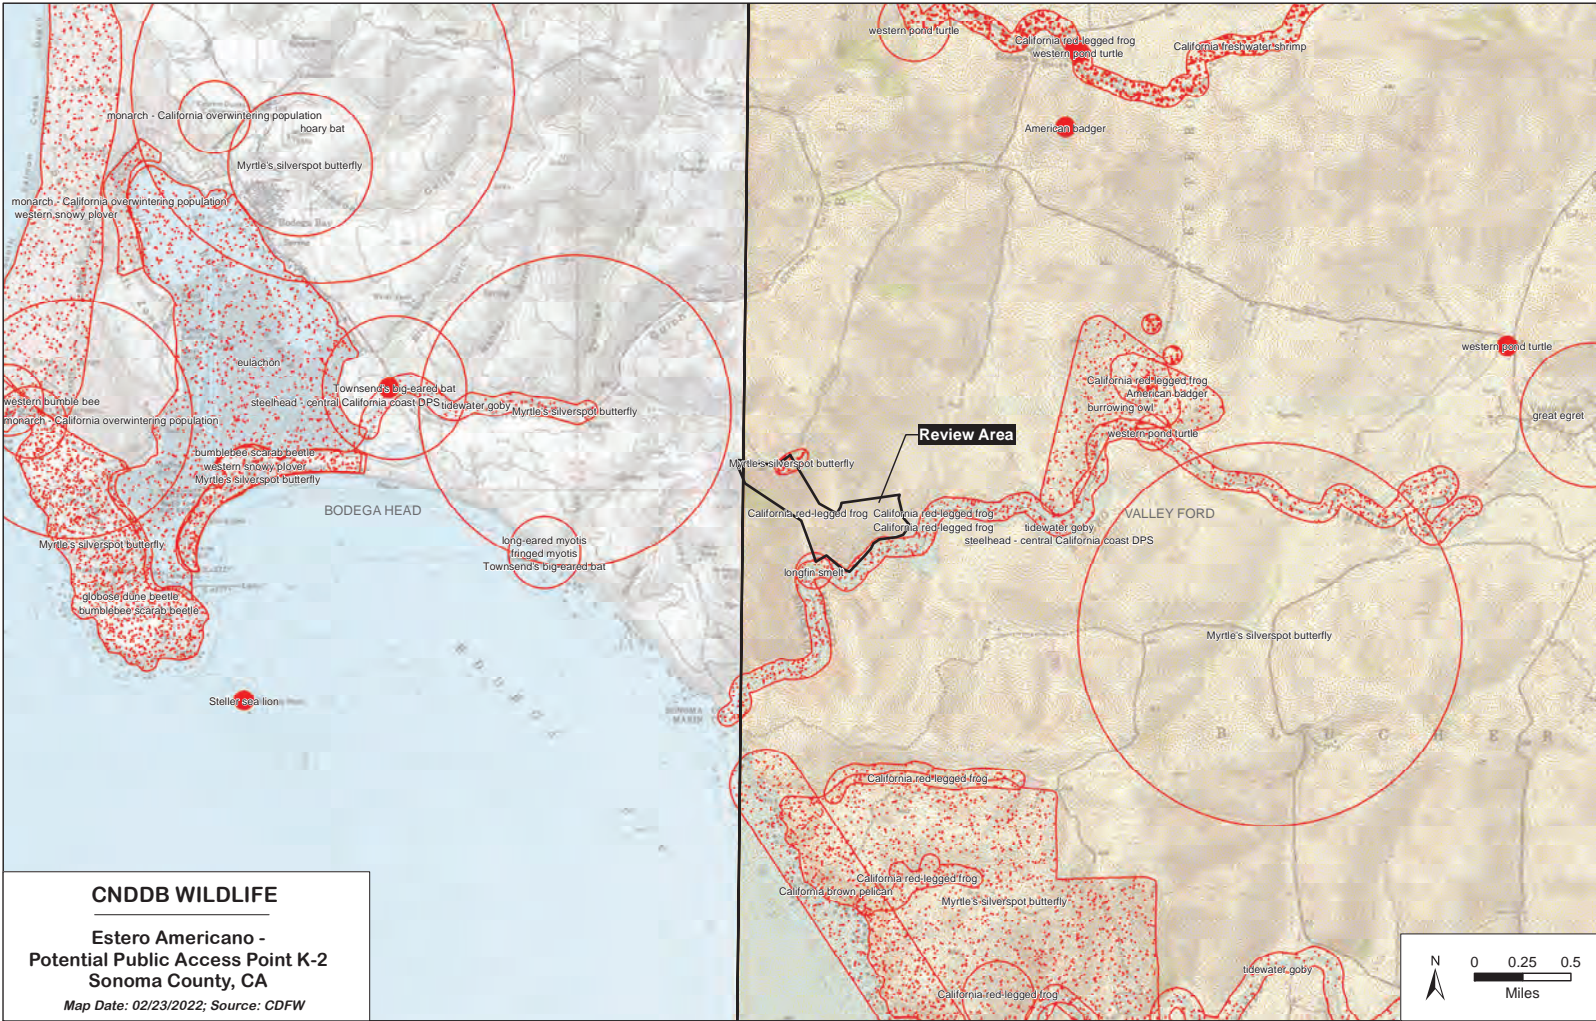 western pond turtle
California red-legged frog
western pond turtle
California freshwater shrimp
monarch - California overwintering population
hoary bat
American badger
Myrtle's silverspot butterfly
monarch - California overwintering population
western snowy plover
Bodega Bay
eulachon
western pond turtle
Townsend's big-eared bat
steelhead - central California coast DPS
tidewater goby
Myrtle's silverspot butterfly
California red-legged frog
American badger
burrowing owl
western bumble bee
monarch - California overwintering population
great egret
western pond turtle
Review Area
bumblebee scarab beetle
western snowy plover
Myrtle's silverspot butterfly
Myrtle's silverspot butterfly
BODEGA HEAD
California red-legged frog
California red-legged frog
California red-legged frog
VALLEY FORD
tidewater goby
steelhead - central California coast DPS
Myrtle's silverspot butterfly
long-eared myotis
fringed myotis
Townsend's big-eared bat
longfin smelt
globose dune beetle
bumblebee scarab beetle
Myrtle's silverspot butterfly
Steller sea lion
SONOMA
MARIN
BLUCHER
California red-legged frog
California red-legged frog
California brown pelican
Myrtle's silverspot butterfly
tidewater goby
California red-legged frog
CNDDB WILDLIFE
Estero Americano -
Potential Public Access Point K-2
Sonoma County, CA
Map Date: 02/23/2022; Source: CDFW
N
0 0.25 0.5
Miles